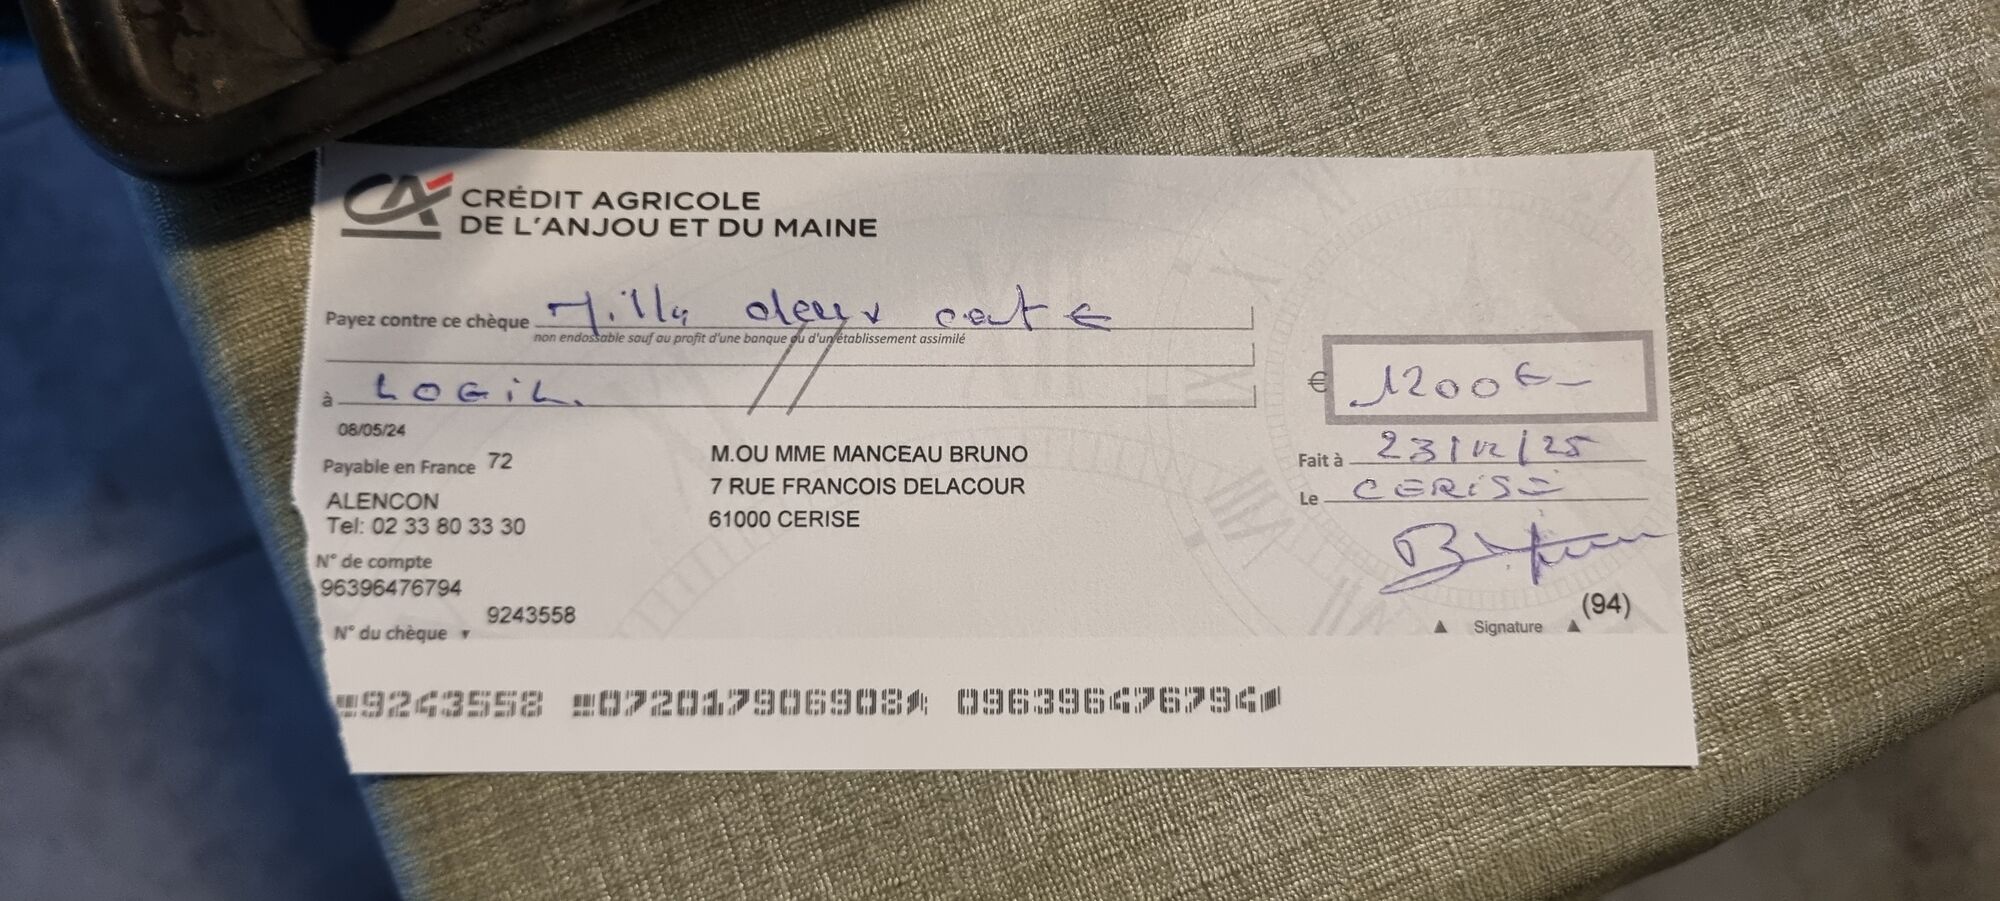 CA CRÉDIT AGRICOLE
DE L'ANJOU ET DU MAINE
Payez contre ce chèque Mille deux cent €
non endossable sauf au profit d'une banque ou d'un établissement assimilé
€ 1200 €
à LOGIL.
08/05/24
Payable en France 72
ALENCON
Tel: 02 33 80 33 30
M.OU MME MANCEAU BRUNO
7 RUE FRANCOIS DELACOUR
61000 CERISE
Fait à 23/12/25
Le CERISE
N° de compte
96396476794
N° du chèque 9243558
Signature (94)
9243558 072017906908 096396476794